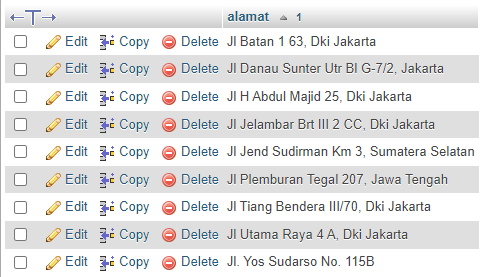 alamat 1
Edit Copy Delete Jl Batan 1 63, Dki Jakarta
Edit Copy Delete Jl Danau Sunter Utr Bl G-7/2, Jakarta
Edit Copy Delete Jl H Abdul Majid 25, Dki Jakarta
Edit Copy Delete Jl Jelambar Brt III 2 CC, Dki Jakarta
Edit Copy Delete Jl Jend Sudirman Km 3, Sumatera Selatan
Edit Copy Delete Jl Plemburan Tegal 207, Jawa Tengah
Edit Copy Delete Jl Tiang Bendera III/70, Dki Jakarta
Edit Copy Delete Jl Utama Raya 4 A, Dki Jakarta
Edit Copy Delete Jl. Yos Sudarso No. 115B